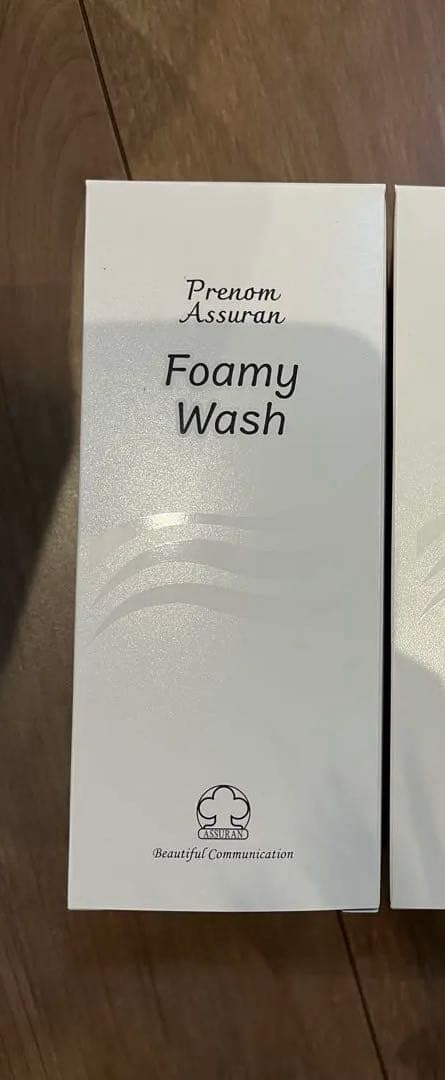 Prenom
Assuran
Foamy
Wash
ASSURAN
Beautiful Communication